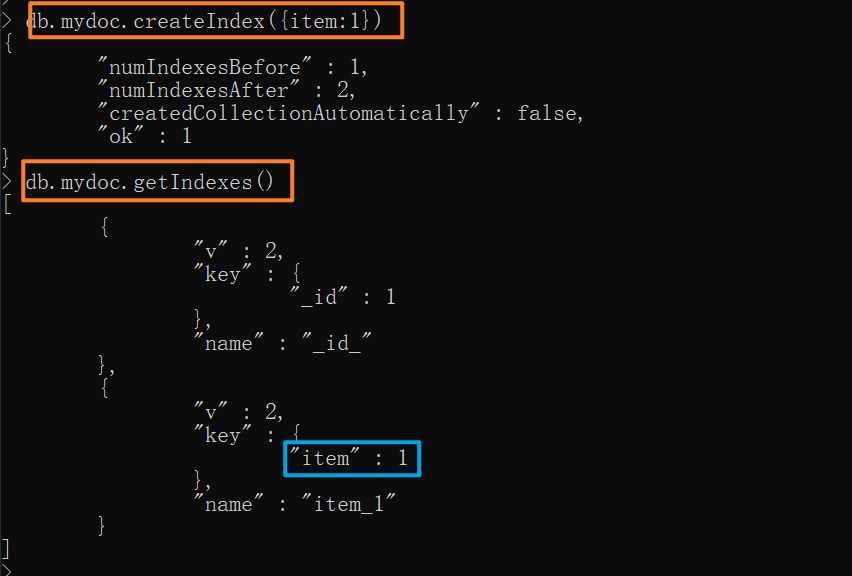 > db.mydoc.createIndex({item:1})
{
        "numIndexesBefore" : 1,
        "numIndexesAfter" : 2,
        "createdCollectionAutomatically" : false,
        "ok" : 1
}
> db.mydoc.getIndexes()
[
        {
                "v" : 2,
                "key" : {
                        "_id" : 1
                },
                "name" : "_id_"
        },
        {
                "v" : 2,
                "key" : {
                        "item" : 1
                },
                "name" : "item_1"
        }
]
>